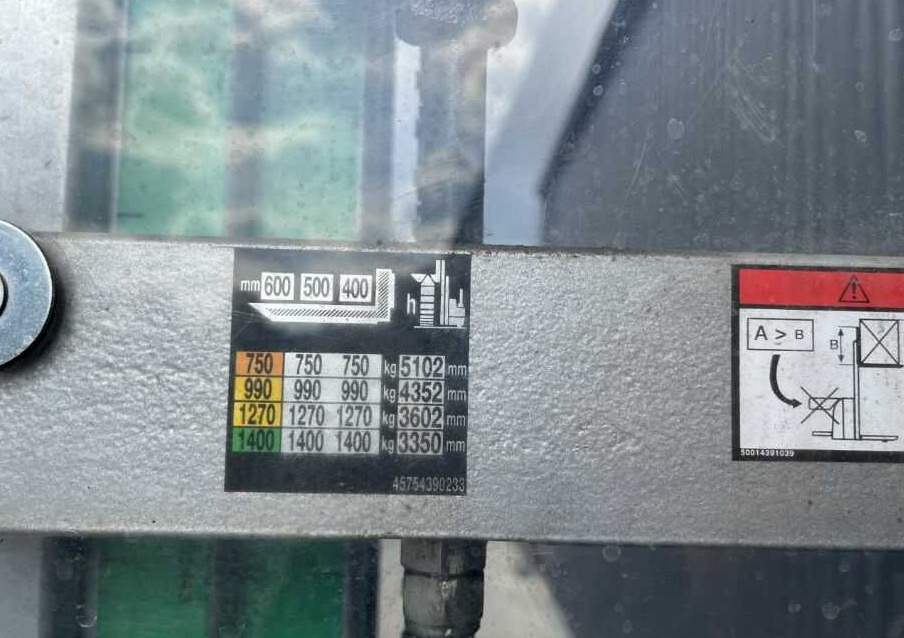 mm 600 500 400
h
750 750 750 kg 5102 mm
990 990 990 kg 4352 mm
1270 1270 1270 kg 3602 mm
1400 1400 1400 kg 3350 mm
45754390233
A > B
B
50014391039